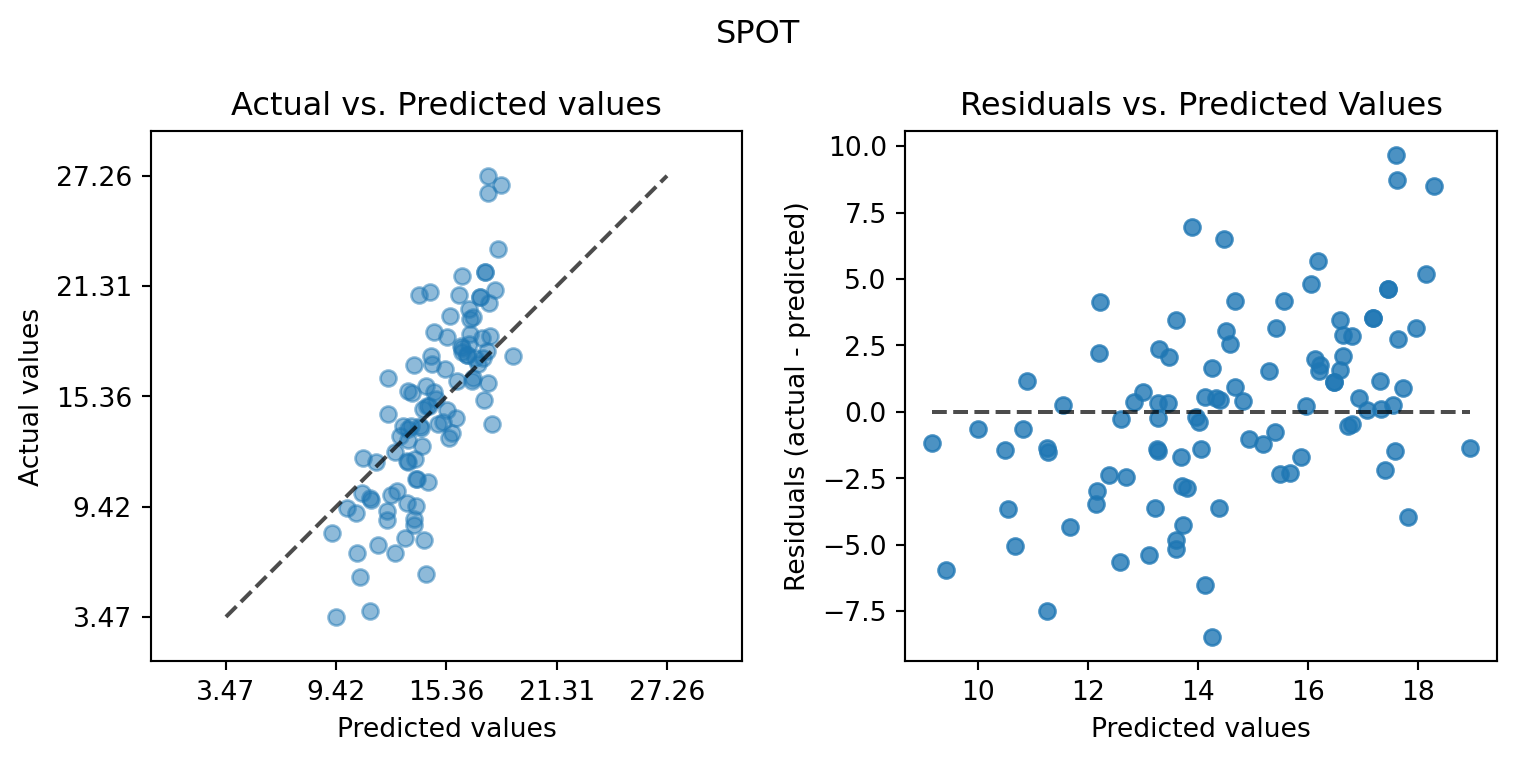 SPOT
Actual vs. Predicted values
27.26
21.31
15.36
9.42
3.47
Actual values
3.47 9.42 15.36 21.31 27.26
Predicted values
Residuals vs. Predicted Values
10.0
7.5
5.0
2.5
0.0
−2.5
−5.0
−7.5
Residuals (actual - predicted)
10 12 14 16 18
Predicted values